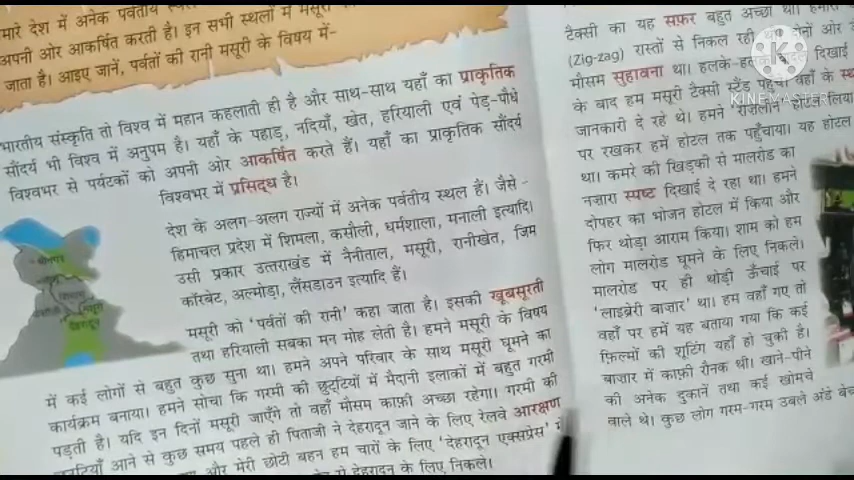 मारे देश में अनेक पर्वतीय
अपनी ओर आकर्षित करती है। इन सभी स्थलों में मसूरी
जाता है। आइए जानें, पर्वतों की रानी मसूरी के विषय में-
भारतीय संस्कृति तो विश्व में महान कहलाती ही है और साथ-साथ यहाँ का प्राकृतिक
सौंदर्य भी विश्व में अनुपम है। यहाँ के पहाड़, नदियाँ, खेत, हरियाली एवं पेड़-पौधे
विश्वभर से पर्यटकों को अपनी ओर आकर्षित करते हैं। यहाँ का प्राकृतिक सौंदर्य
विश्वभर में प्रसिद्ध है।
देश के अलग-अलग राज्यों में अनेक पर्वतीय स्थल हैं। जैसे -
हिमाचल प्रदेश में शिमला, कसौली, धर्मशाला, मनाली इत्यादि।
उसी प्रकार उत्तराखंड में नैनीताल, मसूरी, रानीखेत, जिम
कॉरबेट, अल्मोड़ा, लैंसडाउन इत्यादि हैं।
मसूरी को 'पर्वतों की रानी' कहा जाता है। इसकी खूबसूरती
तथा हरियाली सबका मन मोह लेती है। हमने मसूरी के विषय
में कई लोगों से बहुत कुछ सुना था। हमने अपने परिवार के साथ मसूरी घूमने का
कार्यक्रम बनाया। हमने सोचा कि गरमी की छुट्टियों में मैदानी इलाकों में बहुत गरमी
पड़ती है। यदि इन दिनों मसूरी जाएँगे तो वहाँ मौसम काफ़ी अच्छा रहेगा। गरमी की
छुट्टियाँ आने से कुछ समय पहले ही पिताजी ने देहरादून जाने के लिए रेलवे आरक्षण
और मेरी छोटी बहन हम चारों के लिए 'देहरादून एक्सप्रेस'
से देहरादून के लिए निकले।
श्रीनगर
शिमला
मसूरी
देहरादून
टैक्सी का यह सफ़र बहुत अच्छा था। हमारी
(Zig-zag) रास्तों से निकल रही थी। दोनों ओर
मौसम सुहावना था। हलके-हलके दिखाई
के बाद हम मसूरी टैक्सी स्टैंड पहुँचे। वहाँ के
जानकारी दे रहे थे। हमने 'रोज़लीन' होटल लिया
पर रखकर हमें होटल तक पहुँचाया। यह होटल
था। कमरे की खिड़की से मालरोड का
नज़ारा स्पष्ट दिखाई दे रहा था। हमने
दोपहर का भोजन होटल में किया और
फिर थोड़ा आराम किया। शाम को हम
लोग मालरोड घूमने के लिए निकले।
मालरोड पर ही थोड़ी ऊँचाई पर
'लाइब्रेरी बाज़ार' था। हम वहाँ गए तो
वहाँ पर हमें यह बताया गया कि कई
फ़िल्मों की शूटिंग यहाँ हो चुकी है।
बाज़ार में काफ़ी रौनक थी। खाने-पीने
की अनेक दुकानें तथा कई खोमचे
वाले थे। कुछ लोग गरम-गरम उबले अंडे बेच
KINEMASTER